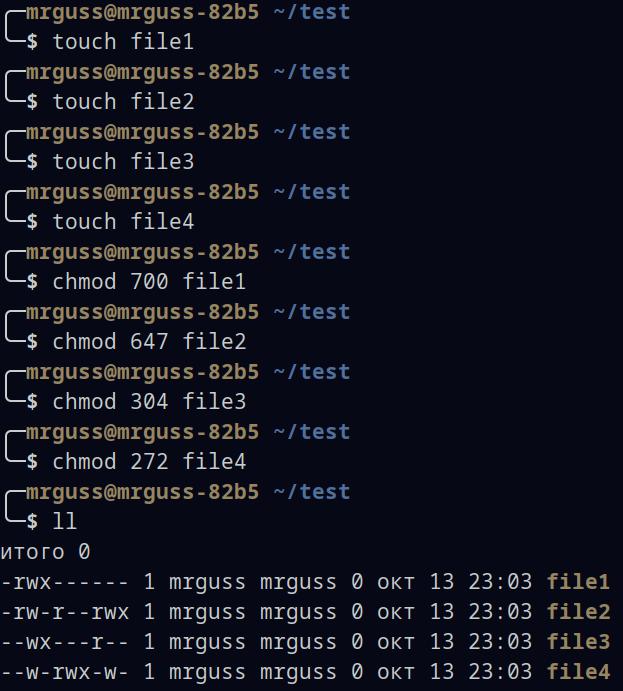 mrguss@mrguss-82b5 ~/test
$ touch file1
mrguss@mrguss-82b5 ~/test
$ touch file2
mrguss@mrguss-82b5 ~/test
$ touch file3
mrguss@mrguss-82b5 ~/test
$ touch file4
mrguss@mrguss-82b5 ~/test
$ chmod 700 file1
mrguss@mrguss-82b5 ~/test
$ chmod 647 file2
mrguss@mrguss-82b5 ~/test
$ chmod 304 file3
mrguss@mrguss-82b5 ~/test
$ chmod 272 file4
mrguss@mrguss-82b5 ~/test
$ ll
итого 0
-rwx------ 1 mrguss mrguss 0 окт 13 23:03 file1
-rw-r--rwx 1 mrguss mrguss 0 окт 13 23:03 file2
--wx---r-- 1 mrguss mrguss 0 окт 13 23:03 file3
--w-rwx-w- 1 mrguss mrguss 0 окт 13 23:03 file4